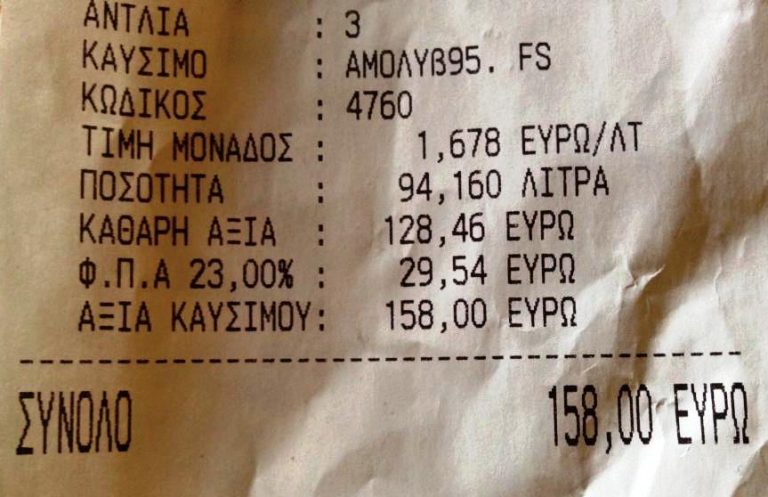 ΑΝΤΛΙΑ : 3
ΚΑΥΣΙΜΟ : ΑΜΟΛΥΒ95. FS
ΚΩΔΙΚΟΣ : 4760
ΤΙΜΗ ΜΟΝΑΔΟΣ : 1,678 ΕΥΡΩ/ΛΤ
ΠΟΣΟΤΗΤΑ : 94,160 ΛΙΤΡΑ
ΚΑΘΑΡΗ ΑΞΙΑ : 128,46 ΕΥΡΩ
Φ.Π.Α 23,00% : 29,54 ΕΥΡΩ
ΑΞΙΑ ΚΑΥΣΙΜΟΥ: 158,00 ΕΥΡΩ
ΣΥΝΟΛΟ 158,00 ΕΥΡΩ